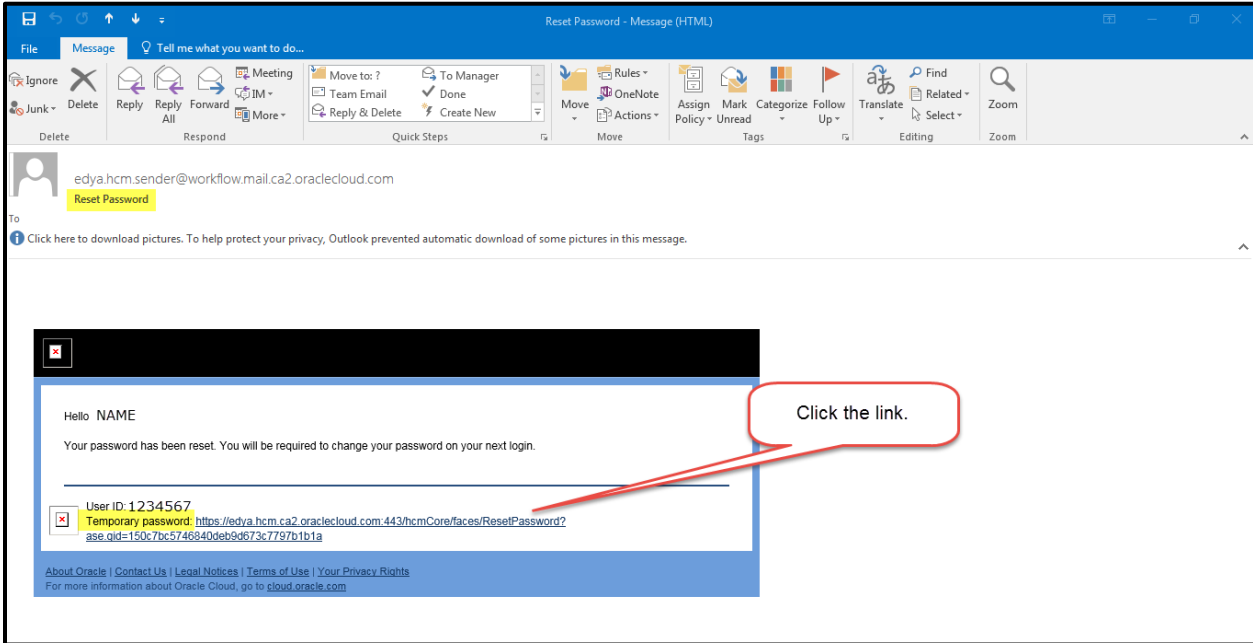 Reset Password - Message (HTML)
File Message Tell me what you want to do...
Ignore
Junk
Delete
Reply
Reply All
Forward
Meeting
IM
More
Move to: ?
Team Email
Reply & Delete
To Manager
Done
Create New
Move
Rules
OneNote
Actions
Assign Policy
Mark Unread
Categorize
Follow Up
Translate
Find
Related
Select
Zoom
Delete Respond Quick Steps Move Tags Editing Zoom
edya.hcm.sender@workflow.mail.ca2.oraclecloud.com
Reset Password
To
Click here to download pictures. To help protect your privacy, Outlook prevented automatic download of some pictures in this message.
Hello NAME
Click the link.
Your password has been reset. You will be required to change your password on your next login.
User ID: 1234567
Temporary password: https://edya.hcm.ca2.oraclecloud.com:443/hcmCore/faces/ResetPassword?
ase.gid=150c7bc5746840deb9d673c7797b1b1a
About Oracle | Contact Us | Legal Notices | Terms of Use | Your Privacy Rights
For more information about Oracle Cloud, go to cloud.oracle.com